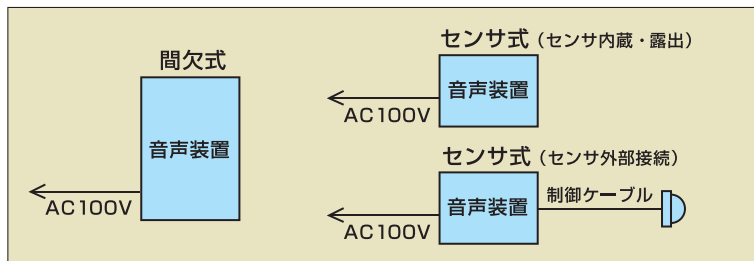 間欠式
音声装置
AC100V
センサ式（センサ内蔵・露出）
音声装置
AC100V
センサ式（センサ外部接続）
音声装置
制御ケーブル
AC100V